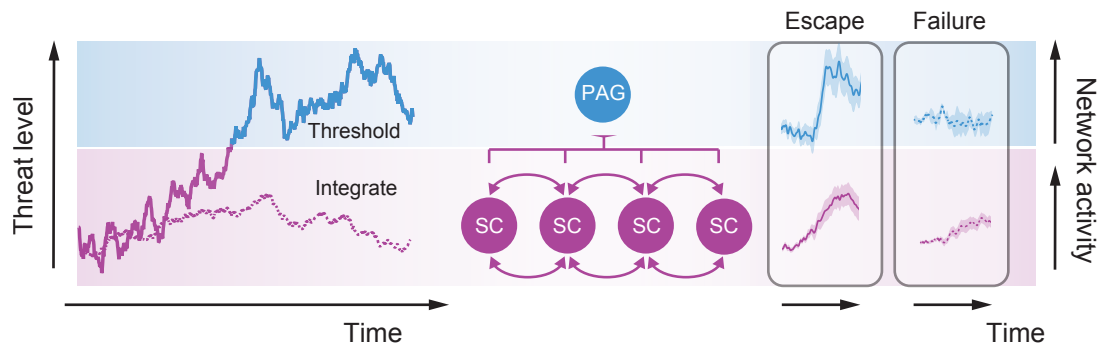 Escape
Failure
Threat level
Threshold
Integrate
PAG
SC
SC
SC
SC
Network activity
Time
Time